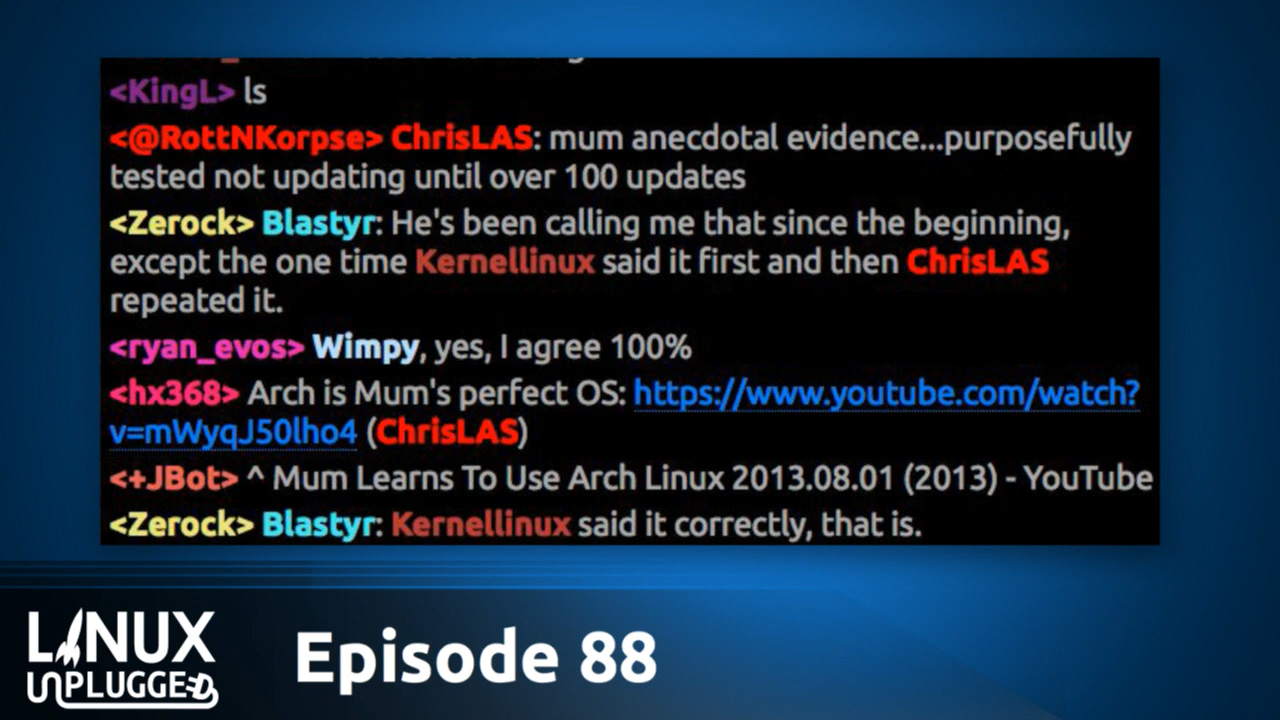 <KingL> ls
<@RottNKorpse> ChrisLAS: mum anecdotal evidence...purposefully
tested not updating until over 100 updates
<Zerock> Blastyr: He's been calling me that since the beginning,
except the one time Kernellinux said it first and then ChrisLAS
repeated it.
<ryan_evos> Wimpy, yes, I agree 100%
<hx368> Arch is Mum's perfect OS: https://www.youtube.com/watch?
v=mWyqJ50lho4 (ChrisLAS)
<+JBot> ^ Mum Learns To Use Arch Linux 2013.08.01 (2013) - YouTube
<Zerock> Blastyr: Kernellinux said it correctly, that is.
LINUX
UNPLUGGED
Episode 88